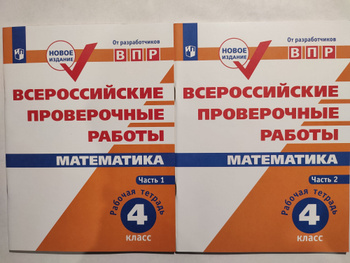 НОВОЕ
ИЗДАНИЕ
От разработчиков
ВПР
ВСЕРОССИЙСКИЕ
ПРОВЕРОЧНЫЕ
РАБОТЫ
МАТЕМАТИКА
Часть 1
Рабочая тетрадь
4
КЛАСС
НОВОЕ
ИЗДАНИЕ
От разработчиков
ВПР
ВСЕРОССИЙСКИЕ
ПРОВЕРОЧНЫЕ
РАБОТЫ
МАТЕМАТИКА
Часть 2
Рабочая тетрадь
4
КЛАСС